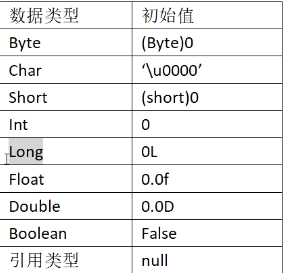 数据类型 初始值
Byte (Byte)0
Char ‘\u0000’
Short (short)0
Int 0
Long 0L
Float 0.0f
Double 0.0D
Boolean False
引用类型 null